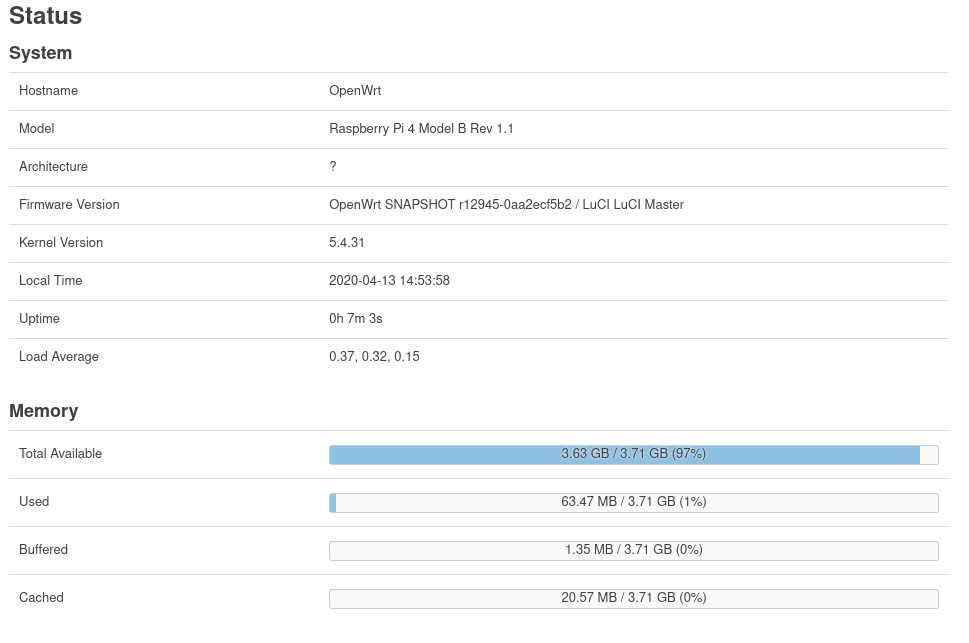 Status
System
Hostname OpenWrt
Model Raspberry Pi 4 Model B Rev 1.1
Architecture ?
Firmware Version OpenWrt SNAPSHOT r12945-0aa2ecf5b2 / LuCI LuCI Master
Kernel Version 5.4.31
Local Time 2020-04-13 14:53:58
Uptime 0h 7m 3s
Load Average 0.37, 0.32, 0.15
Memory
Total Available 3.63 GB / 3.71 GB (97%)
Used 63.47 MB / 3.71 GB (1%)
Buffered 1.35 MB / 3.71 GB (0%)
Cached 20.57 MB / 3.71 GB (0%)